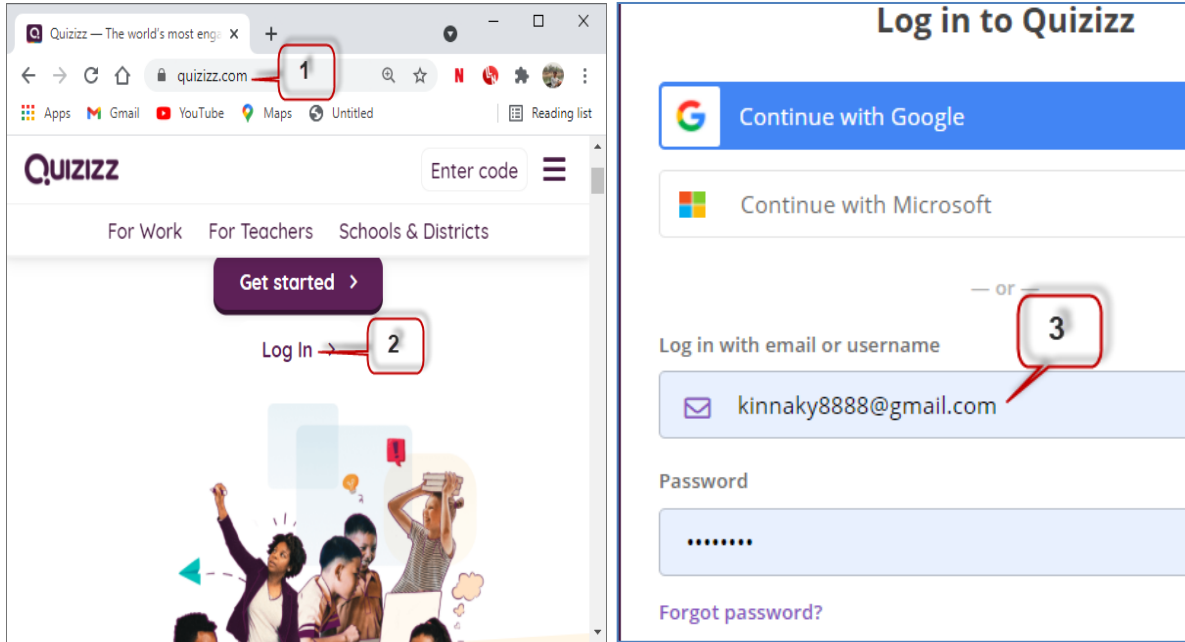 Quizizz — The world's most enga
quizizz.com
1
N
Apps Gmail YouTube Maps Untitled Reading list
QUIZIZZ Enter code
For Work For Teachers Schools & Districts
Get started >
Log In >
2
!
Log in to Quizizz
G Continue with Google
Continue with Microsoft
— or —
3
Log in with email or username
kinnaky8888@gmail.com
Password
••••••••
Forgot password?